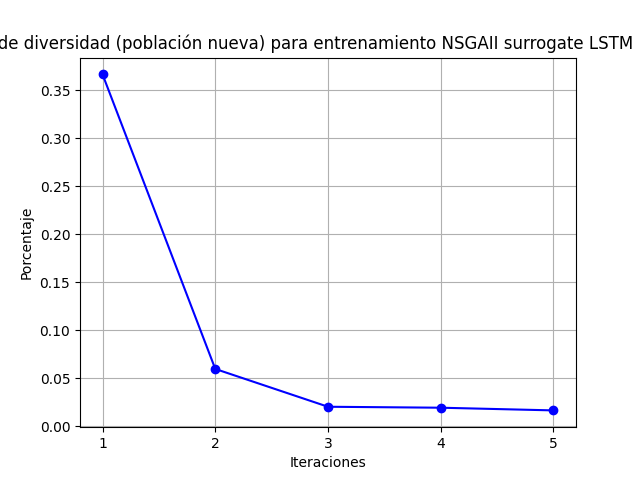 de diversidad (población nueva) para entrenamiento NSGAII surrogate LSTM
0.35
0.30
0.25
0.20
0.15
0.10
0.05
0.00
Porcentaje
1 2 3 4 5
Iteraciones